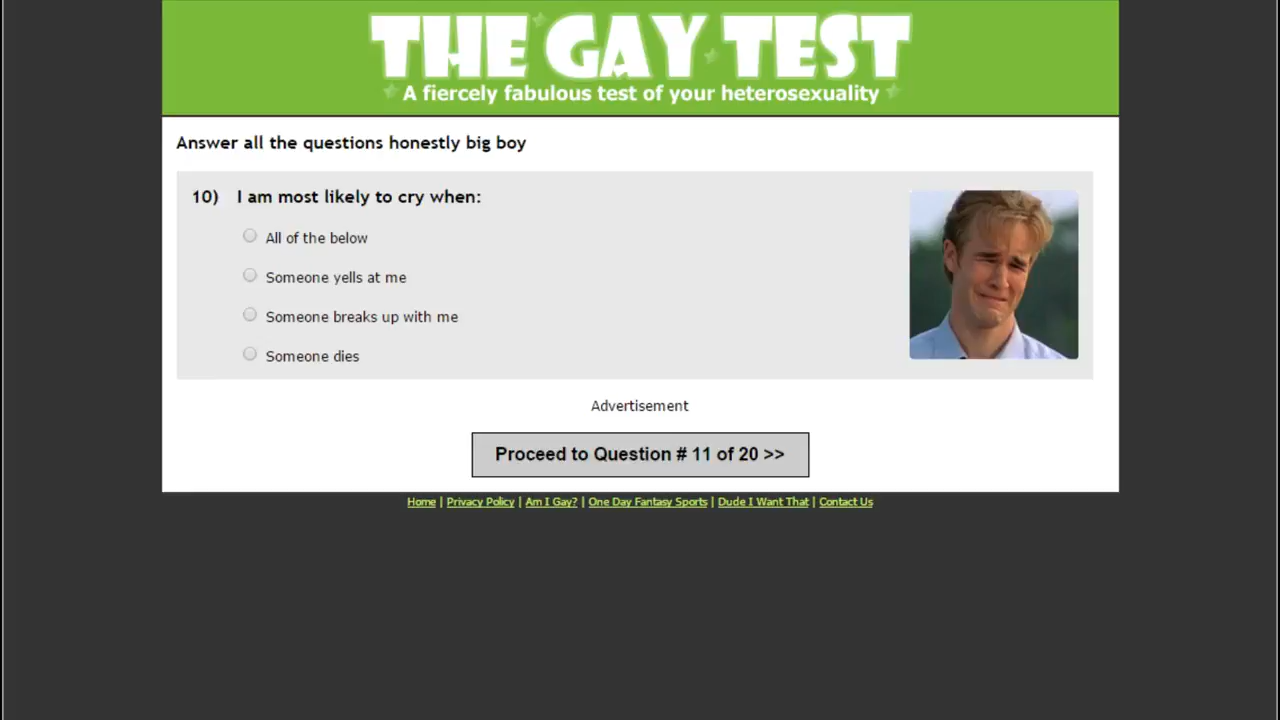 THE GAY TEST
A fiercely fabulous test of your heterosexuality
Answer all the questions honestly big boy
10) I am most likely to cry when:
All of the below
Someone yells at me
Someone breaks up with me
Someone dies
Advertisement
Proceed to Question # 11 of 20 >>
Home | Privacy Policy | Am I Gay? | One Day Fantasy Sports | Dude I Want That | Contact Us